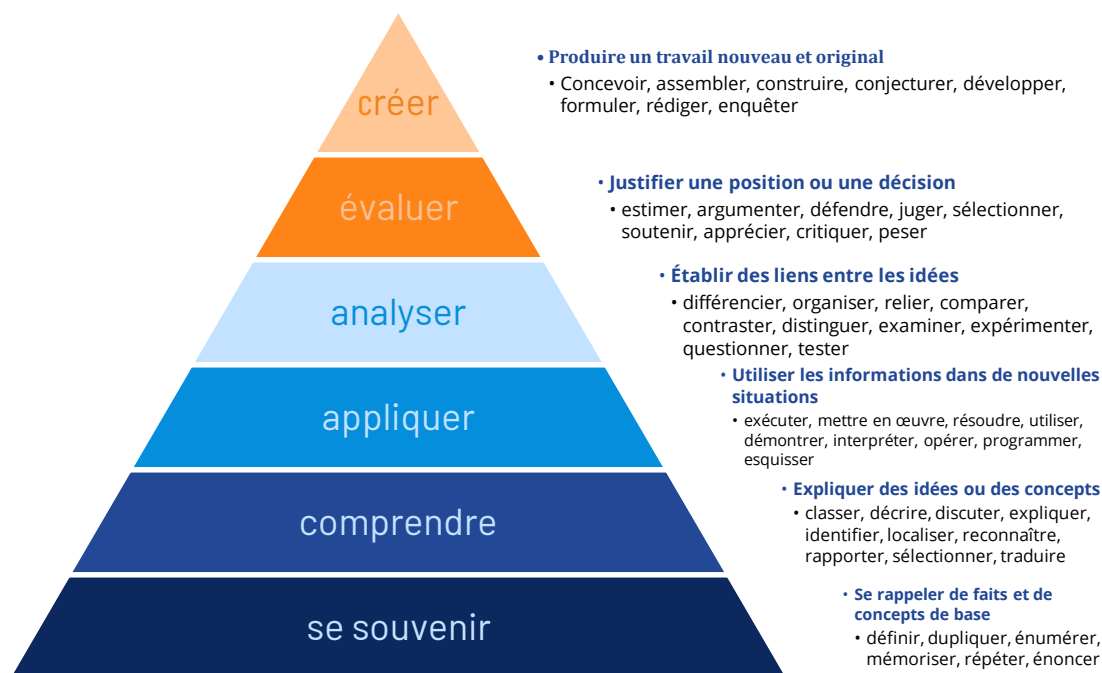 créer
• Produire un travail nouveau et original
• Concevoir, assembler, construire, conjecturer, développer,
formuler, rédiger, enquêter
évaluer
• Justifier une position ou une décision
• estimer, argumenter, défendre, juger, sélectionner,
soutenir, apprécier, critiquer, peser
analyser
• Établir des liens entre les idées
• différencier, organiser, relier, comparer,
contraster, distinguer, examiner, expérimenter,
questionner, tester
appliquer
• Utiliser les informations dans de nouvelles
situations
• exécuter, mettre en œuvre, résoudre, utiliser,
démontrer, interpréter, opérer, programmer,
esquisser
comprendre
• Expliquer des idées ou des concepts
• classer, décrire, discuter, expliquer,
identifier, localiser, reconnaître,
rapporter, sélectionner, traduire
se souvenir
• Se rappeler de faits et de
concepts de base
• définir, dupliquer, énumérer,
mémoriser, répéter, énoncer